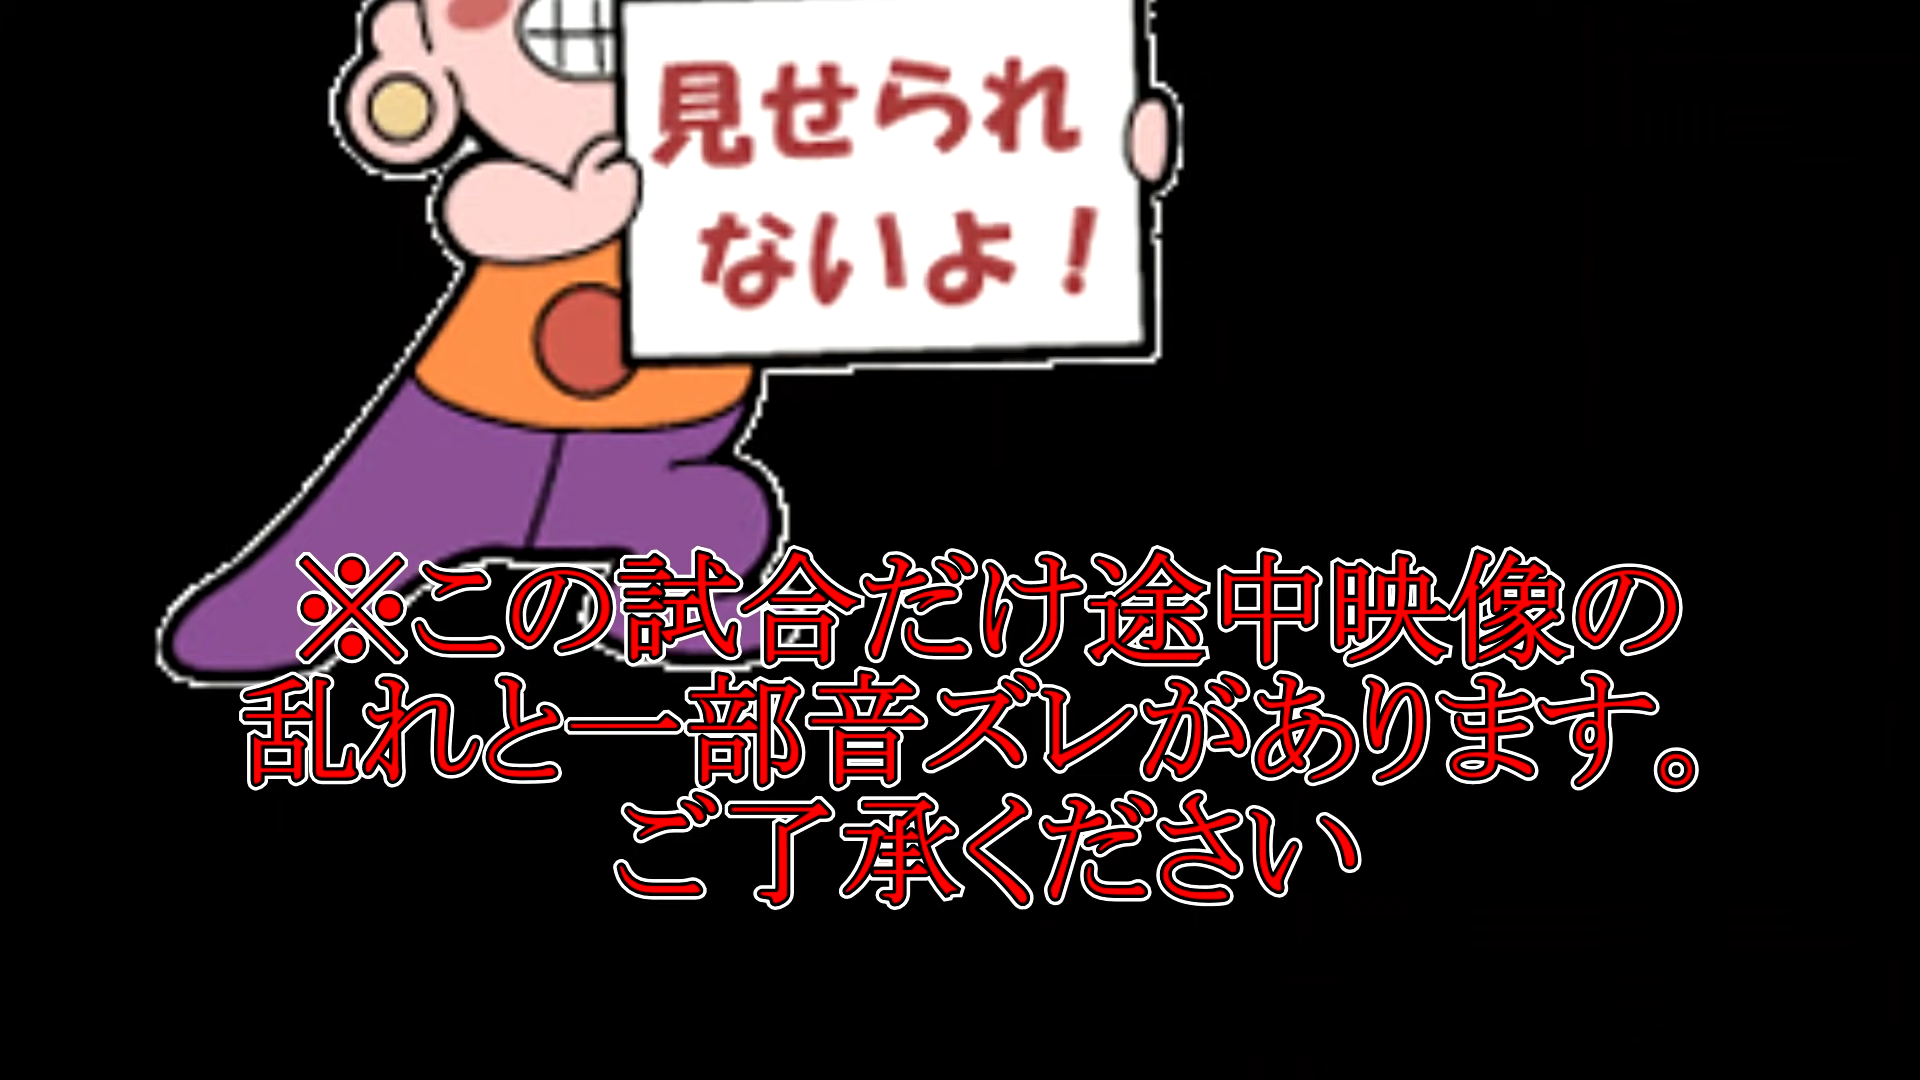 見せられ
ないよ！
※この試合だけ途中映像の
乱れと一部音ズレがあります。
ご了承ください